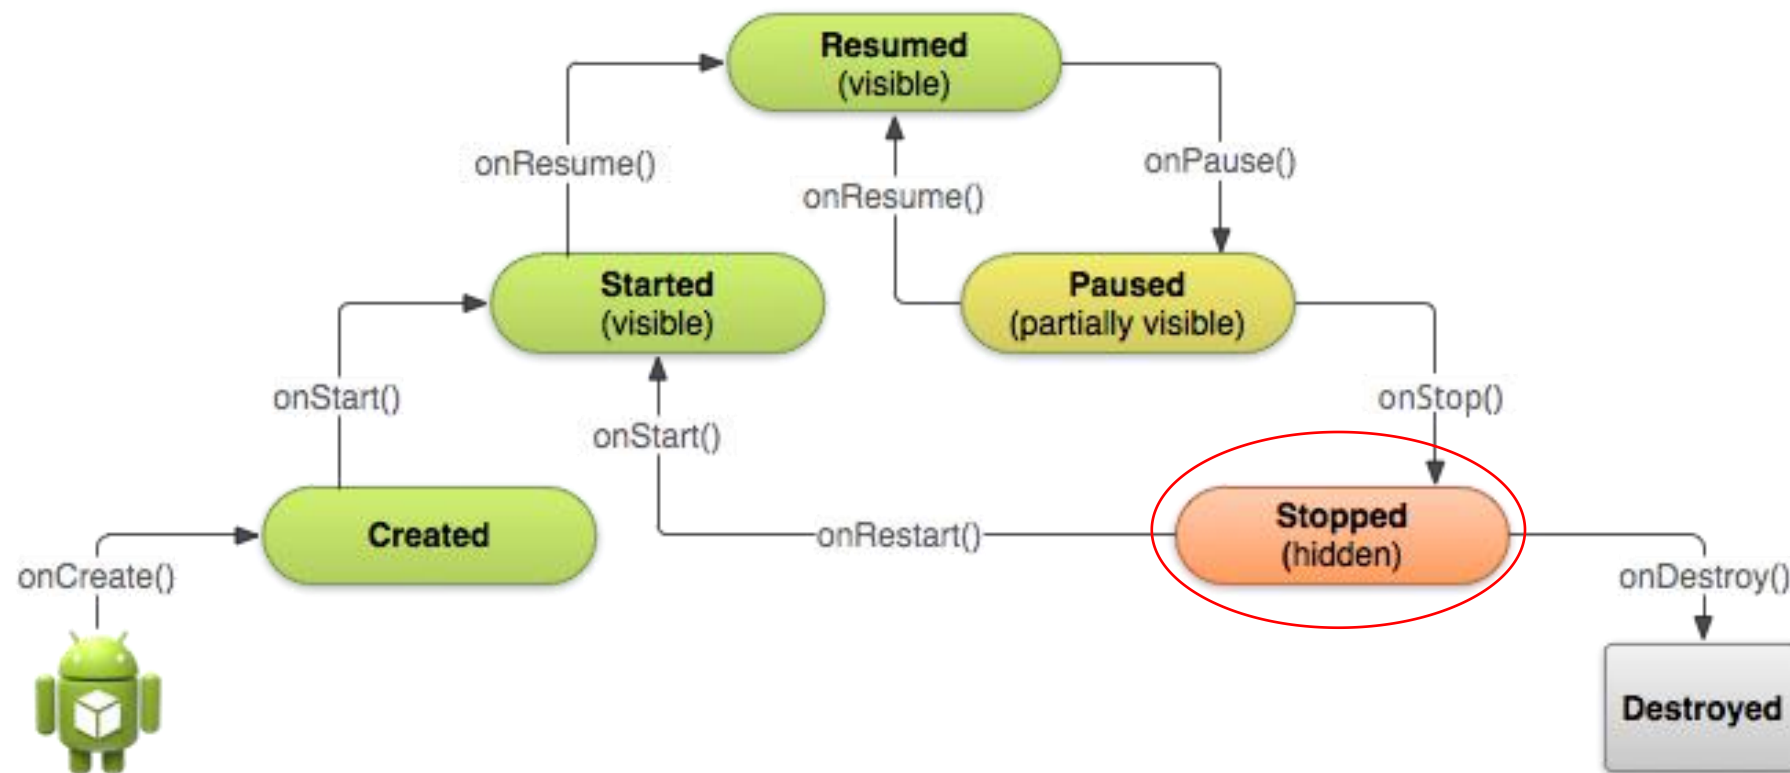 Resumed
(visible)
onResume()
onPause()
onResume()
Started
(visible)
Paused
(partially visible)
onStart()
onStart()
onStop()
Created
onRestart()
Stopped
(hidden)
onCreate()
onDestroy()
Destroyed